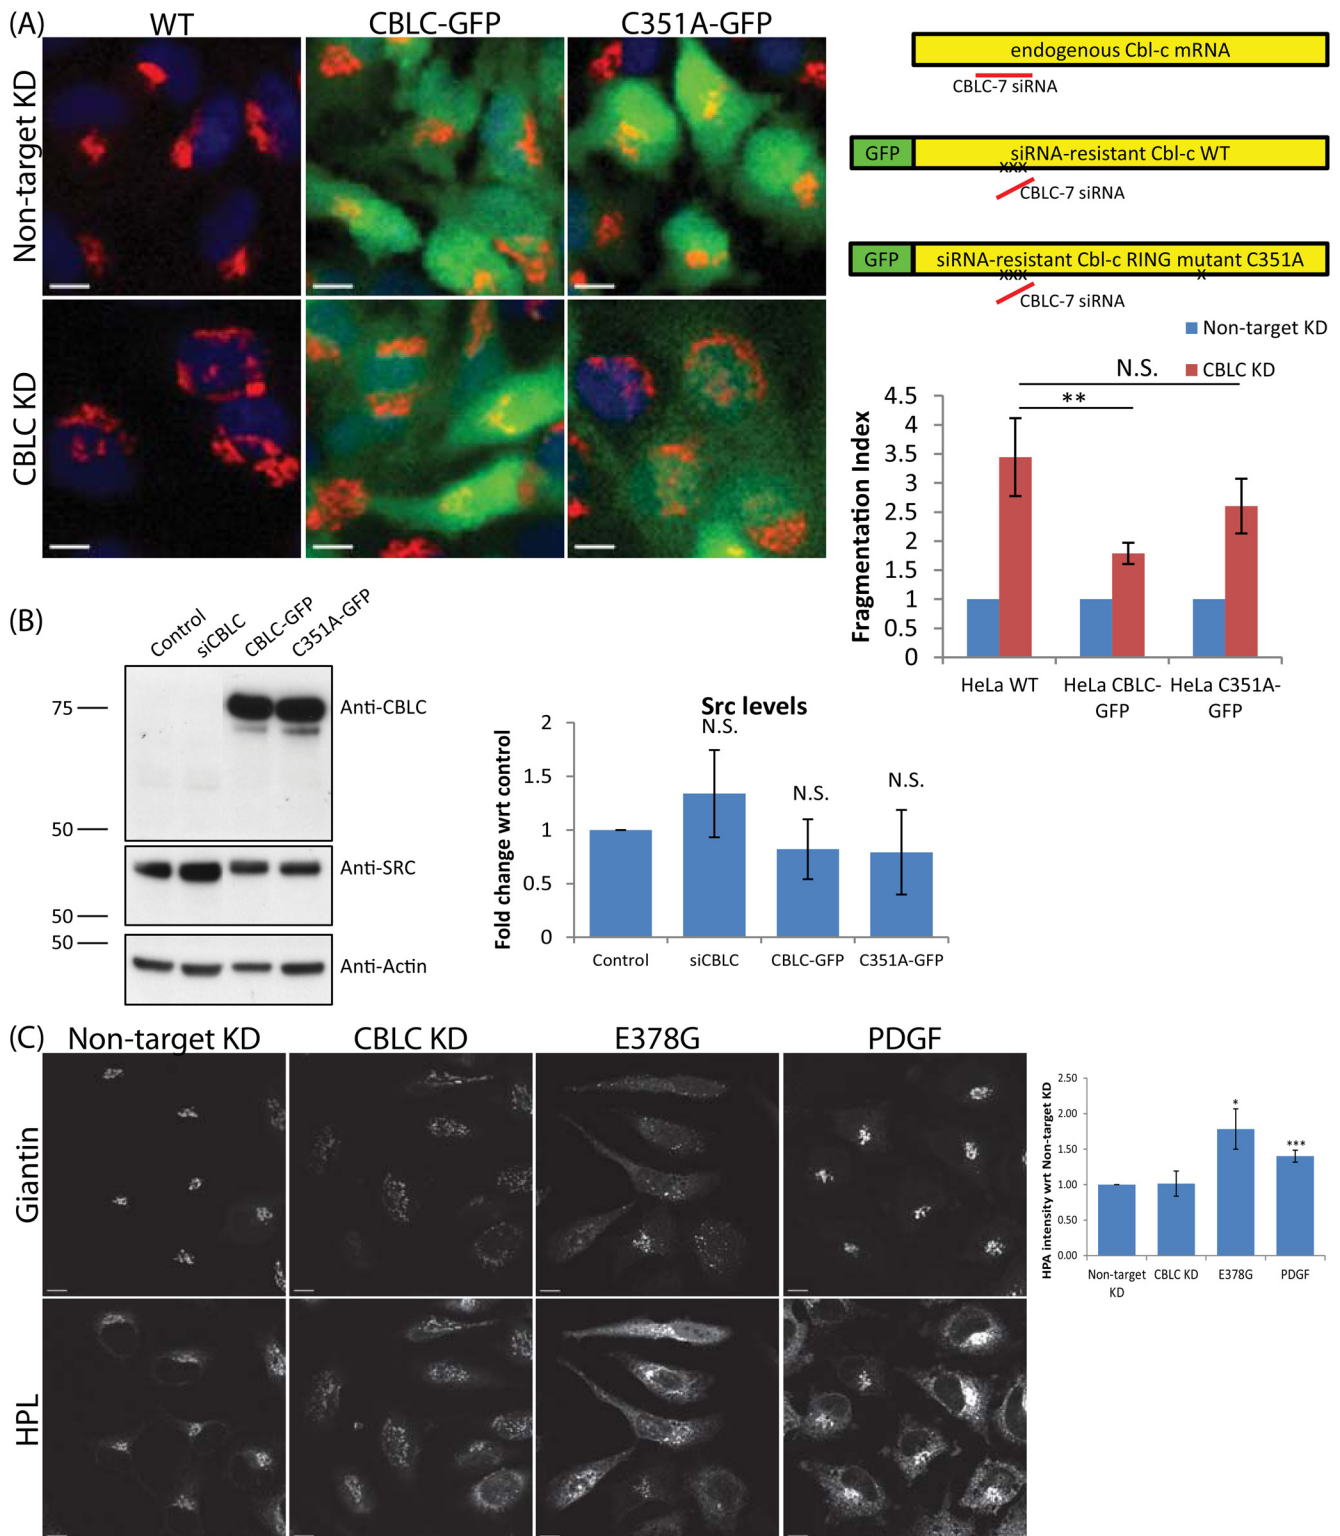 (A)
WT
CBLC-GFP
C351A-GFP
Non-target KD
CBLC KD
endogenous Cbl-c mRNA
CBLC-7 siRNA
GFP
siRNA-resistant Cbl-c WT
xxx
CBLC-7 siRNA
GFP
siRNA-resistant Cbl-c RING mutant C351A
xxx
x
CBLC-7 siRNA
Non-target KD
CBLC KD
N.S.
**
Fragmentation Index
4.5
4
3.5
3
2.5
2
1.5
1
0.5
0
HeLa WT
HeLa CBLC-
GFP
HeLa C351A-
GFP
(B)
Control
siCBLC
CBLC-GFP
C351A-GFP
75
50
50
50
Anti-CBLC
Anti-SRC
Anti-Actin
Src levels
Fold change wrt control
2
1.5
1
0.5
0
N.S.
N.S.
N.S.
Control
siCBLC
CBLC-GFP
C351A-GFP
(C)
Non-target KD
CBLC KD
E378G
PDGF
Giantin
HPL
HPA intensity wrt Non-target KD
2.50
2.00
1.50
1.00
0.50
0.00
*
***
Non-target
KD
CBLC KD
E378G
PDGF